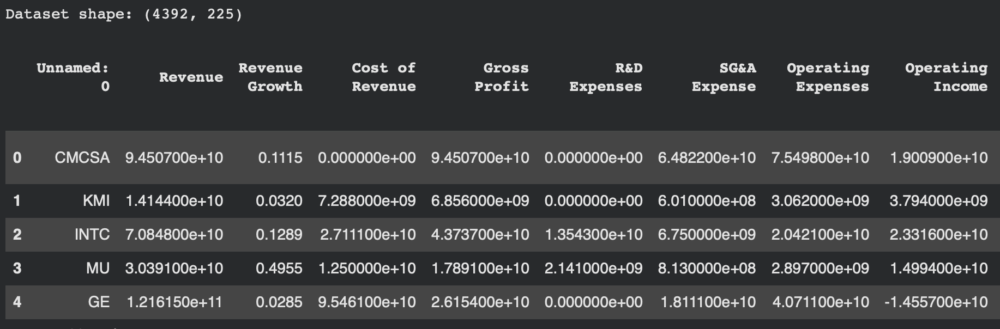 Dataset shape: (4392, 225)
Unnamed: 0 Revenue Revenue Growth Cost of Revenue Gross Profit R&D Expenses SG&A Expense Operating Expenses Operating Income
0 CMCSA 9.450700e+10 0.1115 0.000000e+00 9.450700e+10 0.000000e+00 6.482200e+10 7.549800e+10 1.900900e+10
1 KMI 1.414400e+10 0.0320 7.288000e+09 6.856000e+09 0.000000e+00 6.010000e+08 3.062000e+09 3.794000e+09
2 INTC 7.084800e+10 0.1289 2.711100e+10 4.373700e+10 1.354300e+10 6.750000e+09 2.042100e+10 2.331600e+10
3 MU 3.039100e+10 0.4955 1.250000e+10 1.789100e+10 2.141000e+09 8.130000e+08 2.897000e+09 1.499400e+10
4 GE 1.216150e+11 0.0285 9.546100e+10 2.615400e+10 0.000000e+00 1.811100e+10 4.071100e+10 -1.455700e+10